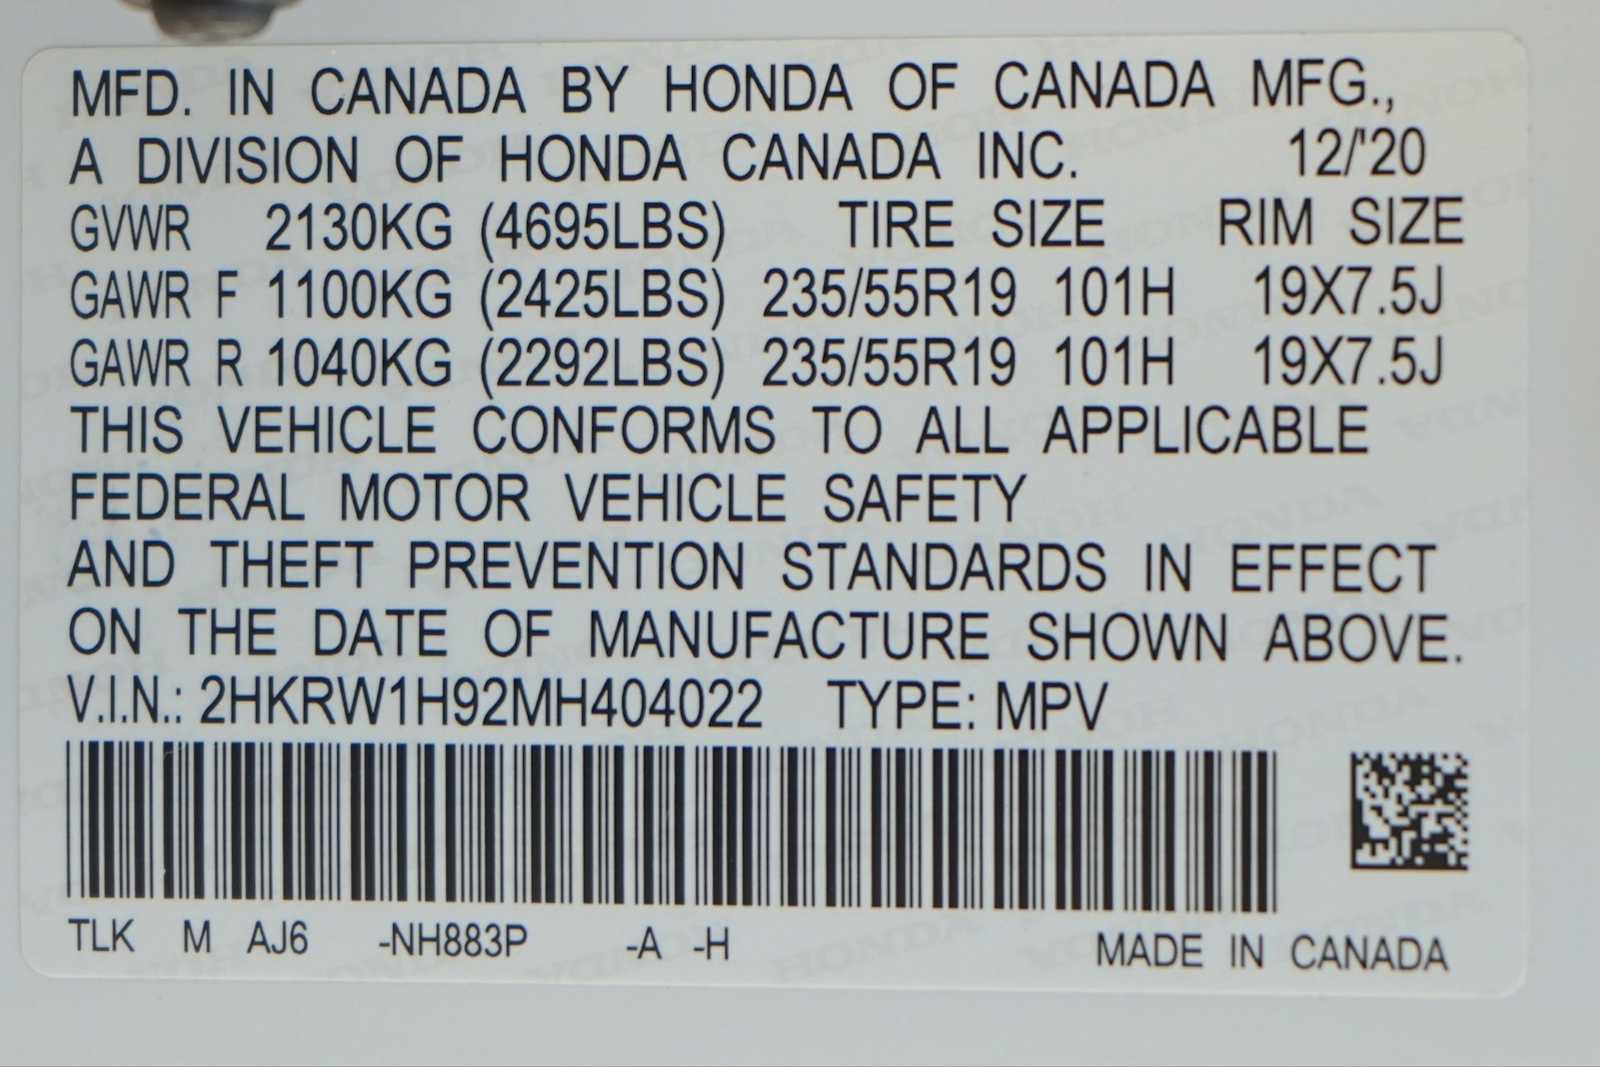 MFD. IN CANADA BY HONDA OF CANADA MFG.,
A DIVISION OF HONDA CANADA INC. 12/'20
GVWR 2130KG (4695LBS) TIRE SIZE RIM SIZE
GAWR F 1100KG (2425LBS) 235/55R19 101H 19X7.5J
GAWR R 1040KG (2292LBS) 235/55R19 101H 19X7.5J
THIS VEHICLE CONFORMS TO ALL APPLICABLE
FEDERAL MOTOR VEHICLE SAFETY
AND THEFT PREVENTION STANDARDS IN EFFECT
ON THE DATE OF MANUFACTURE SHOWN ABOVE.
V.I.N.: 2HKRW1H92MH404022 TYPE: MPV
TLK M AJ6 -NH883P -A -H MADE IN CANADA